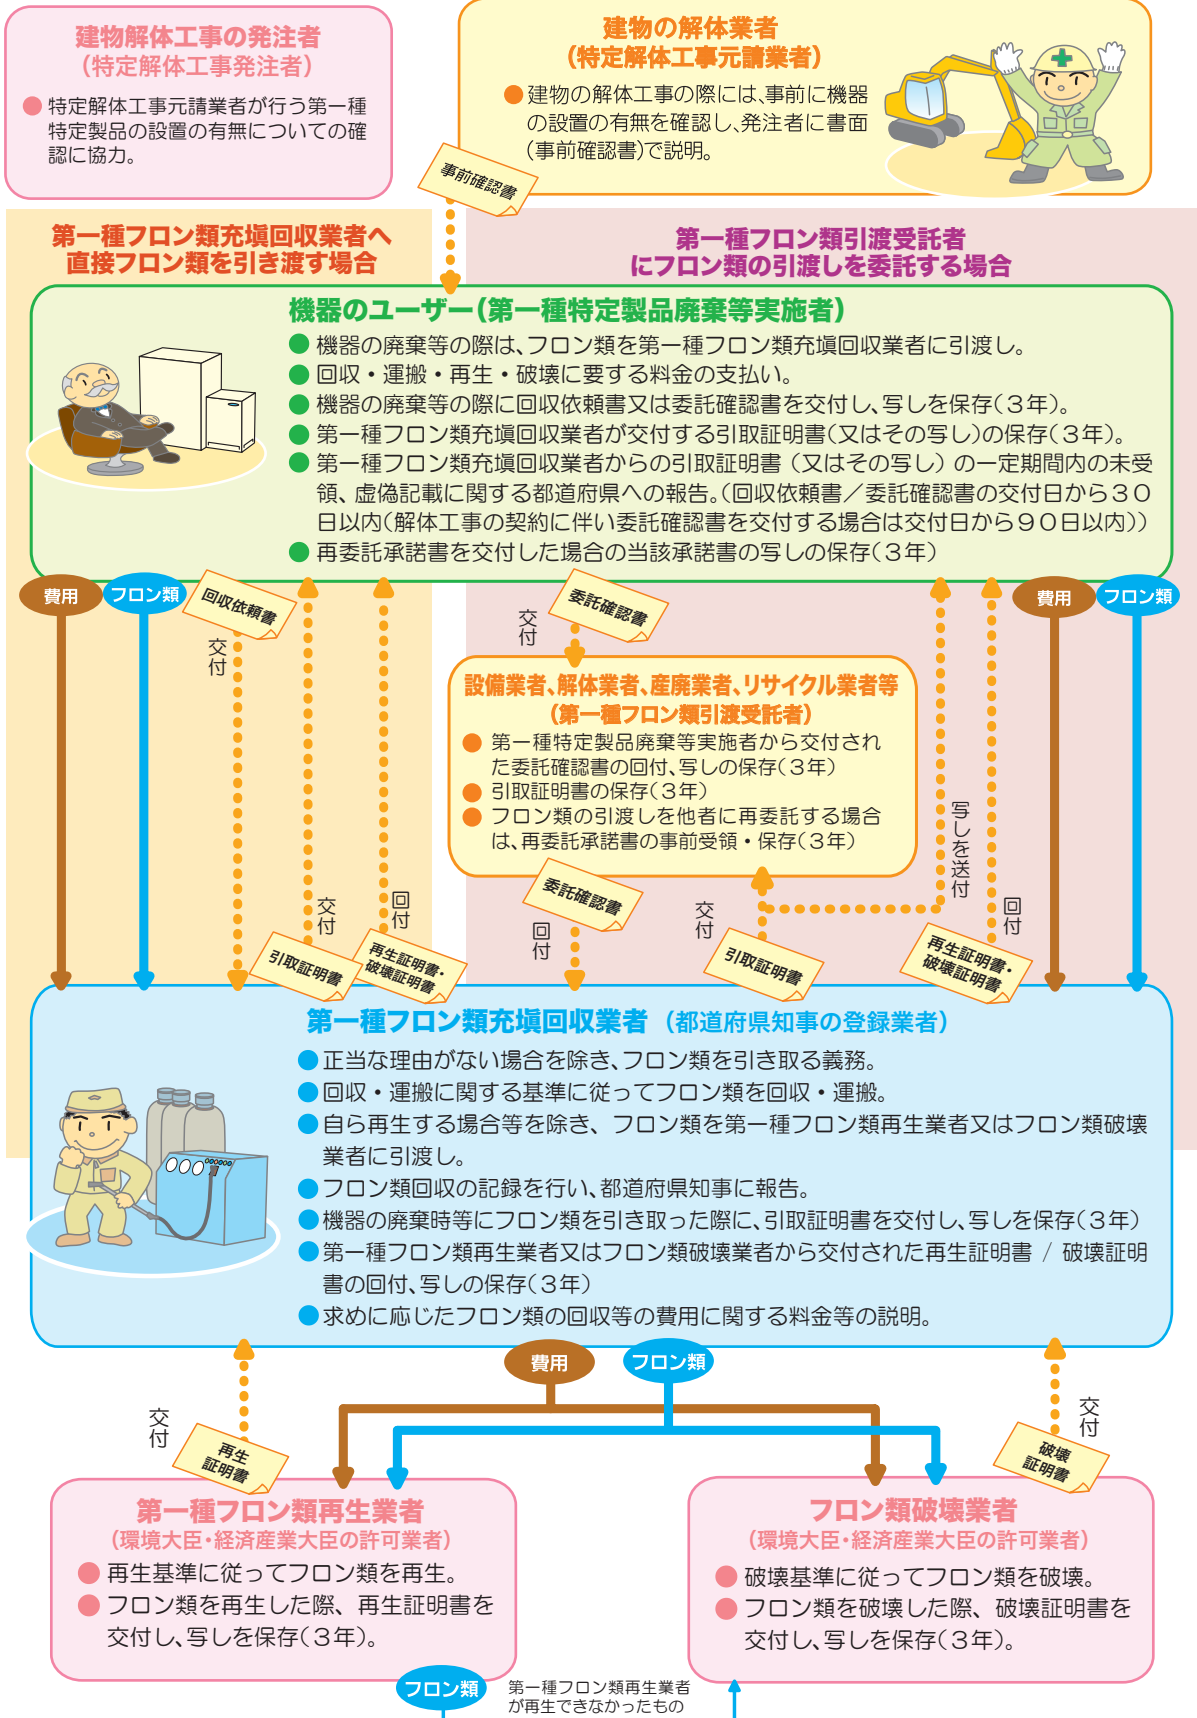 建物解体工事の発注者
（特定解体工事発注者）
● 特定解体工事元請業者が行う第一種
特定製品の設置の有無についての確
認に協力。
建物の解体業者
（特定解体工事元請業者）
● 建物の解体工事の際には、事前に機器
の設置の有無を確認し、発注者に書面
（事前確認書）で説明。
事前確認書
第一種フロン類充塡回収業者へ
直接フロン類を引き渡す場合
第一種フロン類引渡受託者
にフロン類の引渡しを委託する場合
機器のユーザー（第一種特定製品廃棄等実施者）
● 機器の廃棄等の際は、フロン類を第一種フロン類充塡回収業者に引渡し。
● 回収・運搬・再生・破壊に要する料金の支払い。
● 機器の廃棄等の際に回収依頼書又は委託確認書を交付し、写しを保存（３年）。
● 第一種フロン類充塡回収業者が交付する引取証明書（又はその写し）の保存（３年）。
● 第一種フロン類充塡回収業者からの引取証明書（又はその写し）の一定期間内の未受
領、虚偽記載に関する都道府県への報告。（回収依頼書／委託確認書の交付日から３０
日以内（解体工事の契約に伴い委託確認書を交付する場合は交付日から９０日以内））
● 再委託承諾書を交付した場合の当該承諾書の写しの保存（３年）
費用
フロン類
回収依頼書
交付
委託確認書
交付
費用
フロン類
設備業者、解体業者、産廃業者、リサイクル業者等
（第一種フロン類引渡受託者）
● 第一種特定製品廃棄等実施者から交付され
た委託確認書の回付、写しの保存（３年）
● 引取証明書の保存（３年）
● フロン類の引渡しを他者に再委託する場合
は、再委託承諾書の事前受領・保存（３年）
写しを送付
交付
引取証明書
回付
再生証明書・
破壊証明書
委託確認書
回付
交付
引取証明書
回付
再生証明書・
破壊証明書
第一種フロン類充塡回収業者（都道府県知事の登録業者）
● 正当な理由がない場合を除き、フロン類を引き取る義務。
● 回収・運搬に関する基準に従ってフロン類を回収・運搬。
● 自ら再生する場合等を除き、フロン類を第一種フロン類再生業者又はフロン類破壊
業者に引渡し。
● フロン類回収の記録を行い、都道府県知事に報告。
● 機器の廃棄時等にフロン類を引き取った際に、引取証明書を交付し、写しを保存（３年）
● 第一種フロン類再生業者又はフロン類破壊業者から交付された再生証明書 / 破壊証明
書の回付、写しの保存（３年）
● 求めに応じたフロン類の回収等の費用に関する料金等の説明。
費用
フロン類
交付
再生
証明書
交付
破壊
証明書
第一種フロン類再生業者
（環境大臣・経済産業大臣の許可業者）
● 再生基準に従ってフロン類を再生。
● フロン類を再生した際、再生証明書を
交付し、写しを保存（３年）。
フロン類破壊業者
（環境大臣・経済産業大臣の許可業者）
● 破壊基準に従ってフロン類を破壊。
● フロン類を破壊した際、破壊証明書を
交付し、写しを保存（３年）。
フロン類
第一種フロン類再生業者
が再生できなかったもの